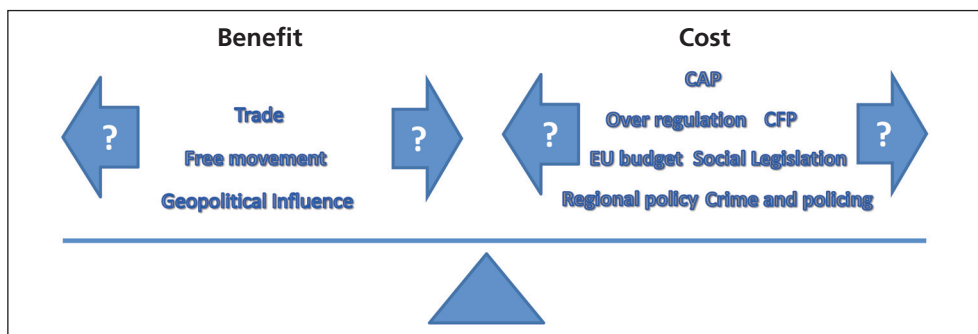 Benefit
Cost
CAP
? Trade ? ? Over regulation CFP ?
Free movement
EU budget Social Legislation
Geopolitical Influence
Regional policy Crime and policing